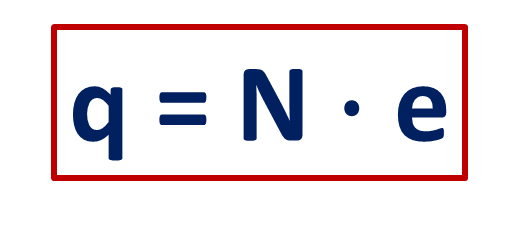 q = N · e